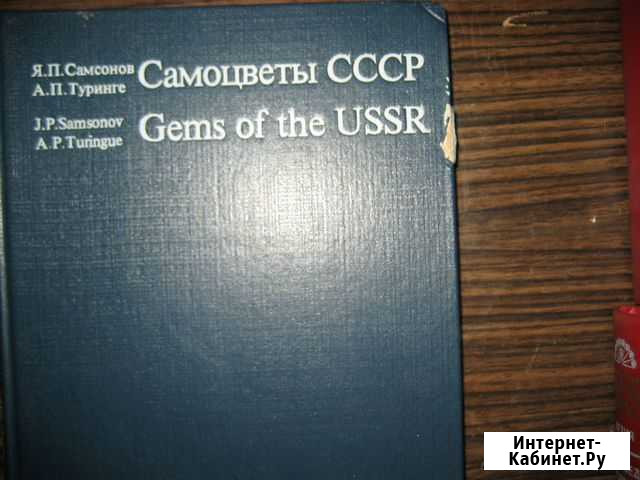 Я.П.Самсонов
А.П.Туринге
Самоцветы СССР
J.P.Samsonov
A.P.Turingue
Gems of the USSR
Интернет-
Кабинет.Ру